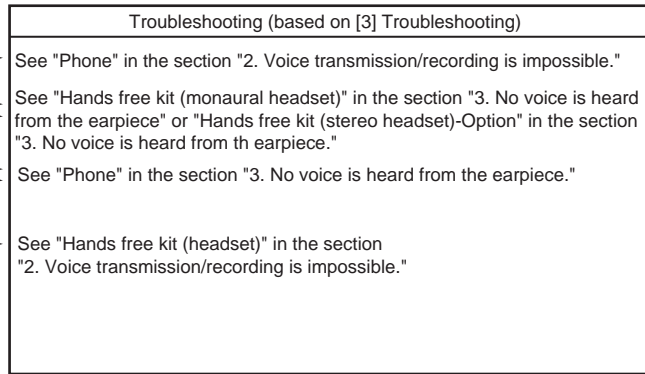 Troubleshooting (based on [3] Troubleshooting)
See "Phone" in the section "2. Voice transmission/recording is impossible."
See "Hands free kit (monaural headset)" in the section "3. No voice is heard
from the earpiece" or "Hands free kit (stereo headset)-Option" in the section
"3. No voice is heard from th earpiece."
See "Phone" in the section "3. No voice is heard from the earpiece."
See "Hands free kit (headset)" in the section
"2. Voice transmission/recording is impossible."